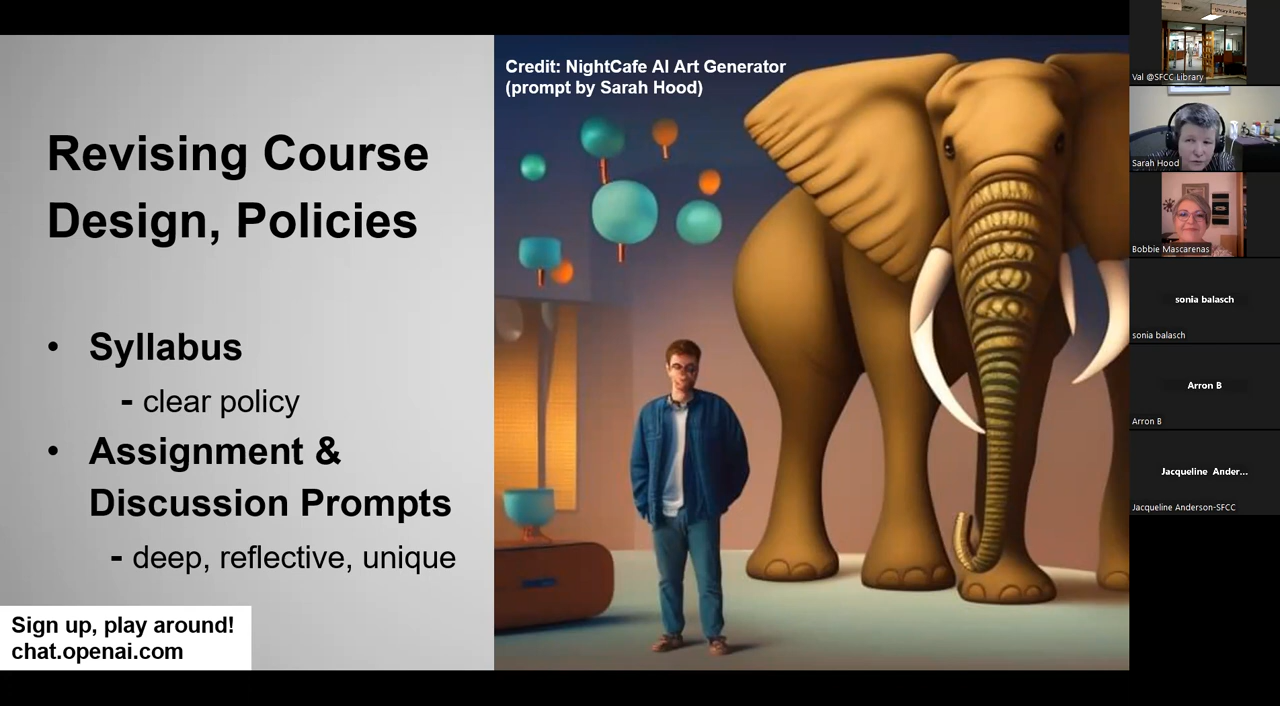 Credit: NightCafe AI Art Generator
(prompt by Sarah Hood)
Revising Course
Design, Policies
• Syllabus
- clear policy
• Assignment &
Discussion Prompts
- deep, reflective, unique
Sign up, play around!
chat.openai.com
Val @SFCC Library
Sarah Hood
Bobbie Mascarenas
sonia balasch
sonia balasch
Arron B
Arron B
Jacqueline Ander...
Jacqueline Anderson-SFCC